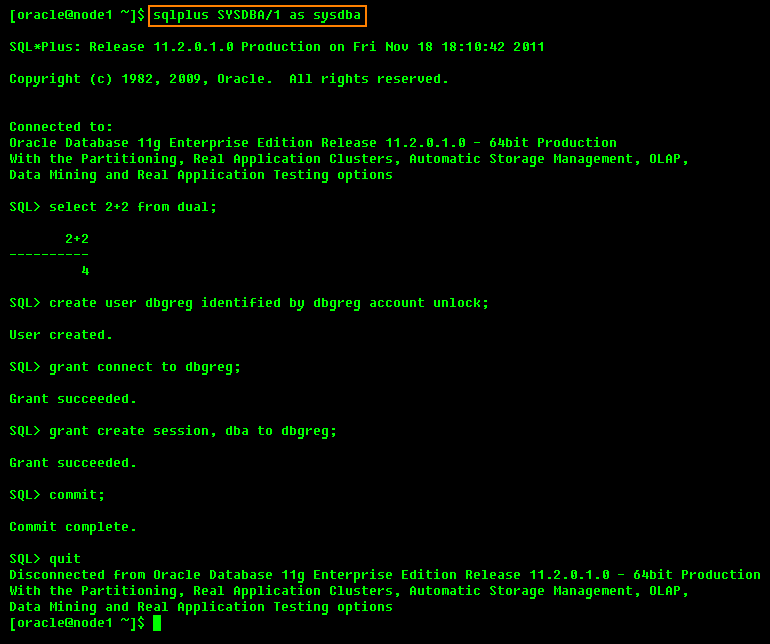 [oracle@node1 ~]$ sqlplus SYSDBA/1 as sysdba
SQL*Plus: Release 11.2.0.1.0 Production on Fri Nov 18 18:10:42 2011
Copyright (c) 1982, 2009, Oracle.  All rights reserved.
Connected to:
Oracle Database 11g Enterprise Edition Release 11.2.0.1.0 - 64bit Production
With the Partitioning, Real Application Clusters, Automatic Storage Management, OLAP,
Data Mining and Real Application Testing options
SQL> select 2+2 from dual;
2+2
----------
4
SQL> create user dbgreg identified by dbgreg account unlock;
User created.
SQL> grant connect to dbgreg;
Grant succeeded.
SQL> grant create session, dba to dbgreg;
Grant succeeded.
SQL> commit;
Commit complete.
SQL> quit
Disconnected from Oracle Database 11g Enterprise Edition Release 11.2.0.1.0 - 64bit Production
With the Partitioning, Real Application Clusters, Automatic Storage Management, OLAP,
Data Mining and Real Application Testing options
[oracle@node1 ~]$